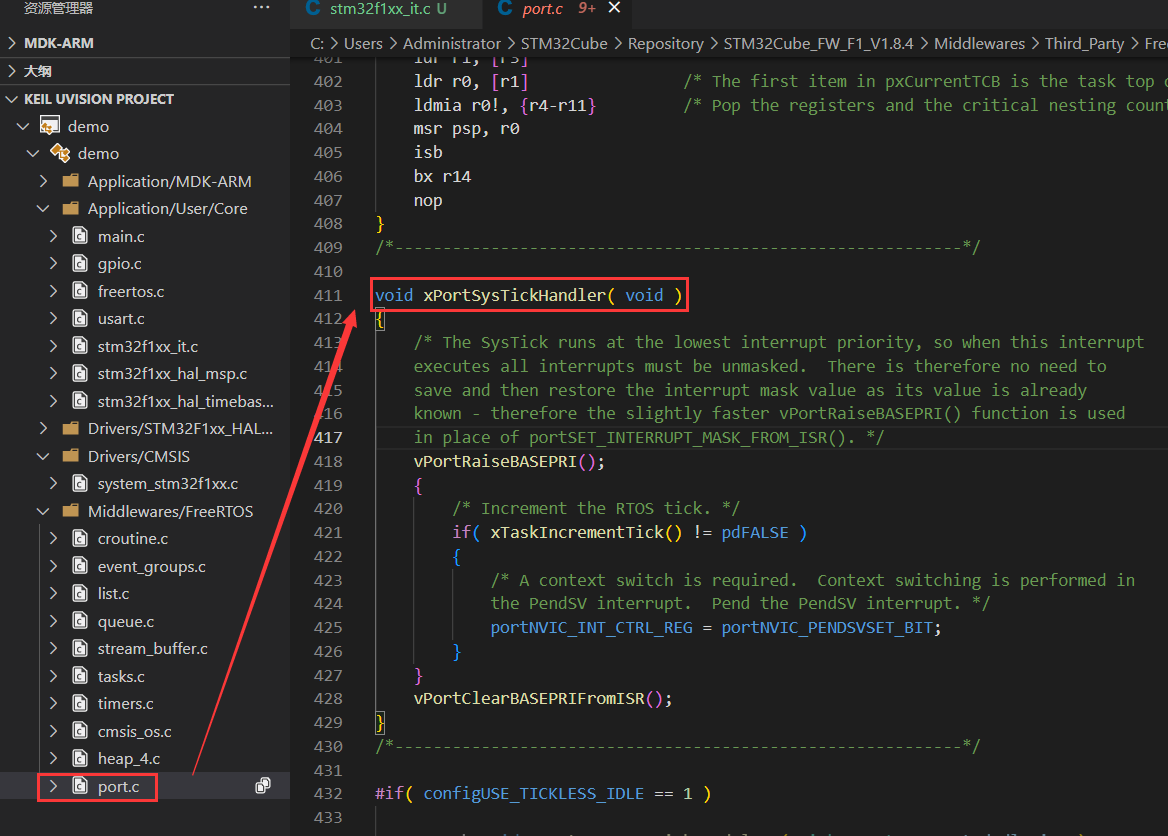 资源管理器
MDK-ARM
大纲
KEIL UVISION PROJECT
demo
demo
Application/MDK-ARM
Application/User/Core
main.c
gpio.c
freertos.c
usart.c
stm32f1xx_it.c
stm32f1xx_hal_msp.c
stm32f1xx_hal_timebas...
Drivers/STM32F1xx_HAL...
Drivers/CMSIS
system_stm32f1xx.c
Middlewares/FreeRTOS
croutine.c
event_groups.c
list.c
queue.c
stream_buffer.c
tasks.c
timers.c
cmsis_os.c
heap_4.c
port.c
C stm32f1xx_it.c U
C port.c 9+
C: > Users > Administrator > STM32Cube > Repository > STM32Cube_FW_F1_V1.8.4 > Middlewares > Third_Party > Free
401 ldr r1, [r3]
402 ldr r0, [r1] /* The first item in pxCurrentTCB is the task top
403 ldmia r0!, {r4-r11} /* Pop the registers and the critical nesting
404 msr psp, r0
405 isb
406 bx r14
407 nop
408 }
409 /*-----------------------------------------------------------*/
410
411 void xPortSysTickHandler( void )
412 {
413 /* The SysTick runs at the lowest interrupt priority, so when this interrupt
414 executes all interrupts must be unmasked.  There is therefore no need to
415 save and then restore the interrupt mask value as its value is already
416 known - therefore the slightly faster vPortRaiseBASEPRI() function is used
417 in place of portSET_INTERRUPT_MASK_FROM_ISR(). */
418 vPortRaiseBASEPRI();
419 {
420 /* Increment the RTOS tick. */
421 if( xTaskIncrementTick() != pdFALSE )
422 {
423 /* A context switch is required.  Context switching is performed in
424 the PendSV interrupt.  Pend the PendSV interrupt. */
425 portNVIC_INT_CTRL_REG = portNVIC_PENDSVSET_BIT;
426 }
427 }
428 vPortClearBASEPRIFromISR();
429 }
430 /*-----------------------------------------------------------*/
431
432 #if( configUSE_TICKLESS_IDLE == 1 )
433